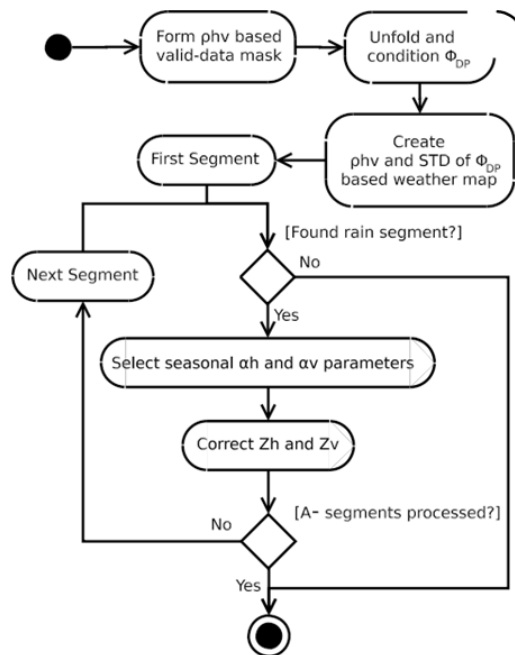 Form ρhv based
valid-data mask
Unfold and
condition Φ_DP
Create
ρhv and STD of Φ_DP
based weather map
First Segment
[Found rain segment?]
Next Segment
No
Yes
Select seasonal αh and αv parameters
Correct Zh and Zv
No
[A- segments processed?]
Yes